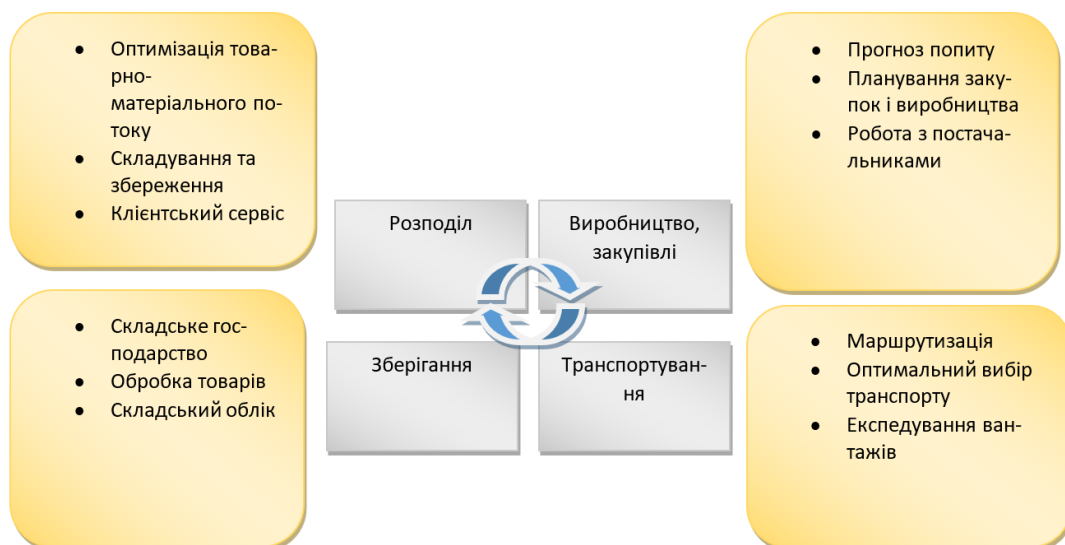 Оптимізація това-
рно-
матеріального по-
току
Складування та
збереження
Клієнтський сервіс
Прогноз попиту
Планування заку-
пок і виробництва
Робота з постача-
льниками
Розподіл
Виробництво,
закупівлі
Зберігання
Транспортуван-
ня
Складське гос-
подарство
Обробка товарів
Складський облік
Маршрутизація
Оптимальний вибір
транспорту
Експедування ван-
тажів